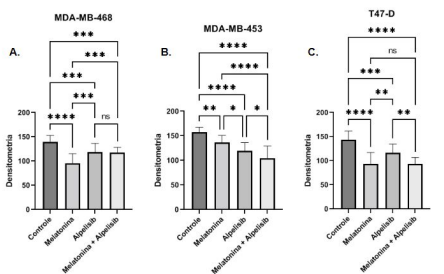 MDA-MB-468
A.
***
***
***
***
****
ns
Densitometria
200
150
100
50
0
Controle
Melatonina
Alpelisib
Melatonina + Alpelisib
MDA-MB-453
B.
****
****
****
**
*
*
Densitometria
200
150
100
50
0
Controle
Melatonina
Alpelisib
Melatonina + Alpelisib
T47-D
C.
****
ns
***
**
****
**
Densitometria
200
150
100
50
0
Controle
Melatonina
Alpelisib
Melatonina + Alpelisib